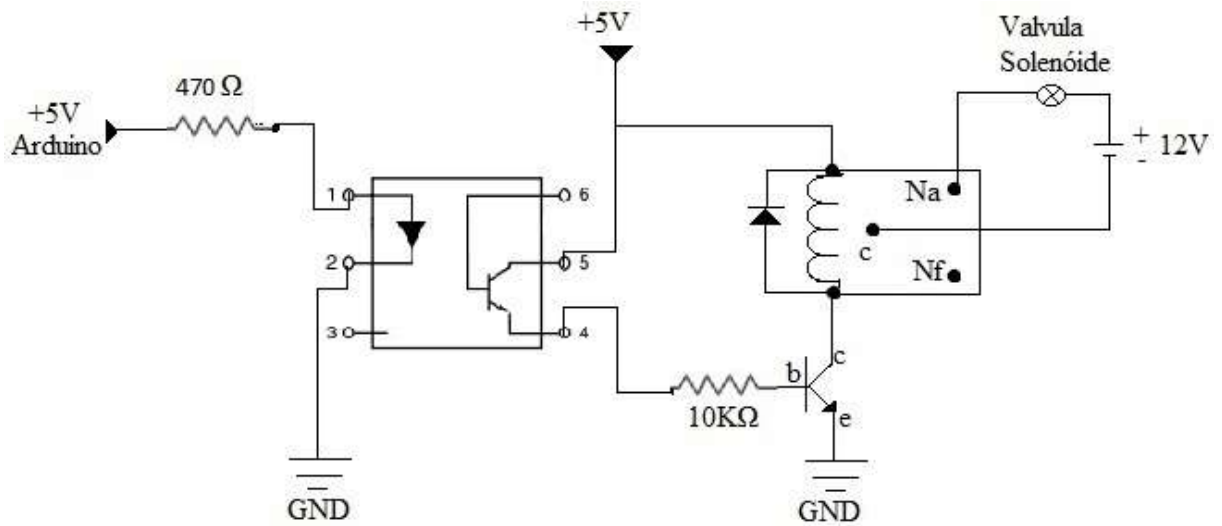 +5V
Arduino
470 Ω
1
2
3
6
5
4
GND
+5V
10KΩ
b
c
e
GND
Na
c
Nf
Valvula
Solenóide
+
-
12V